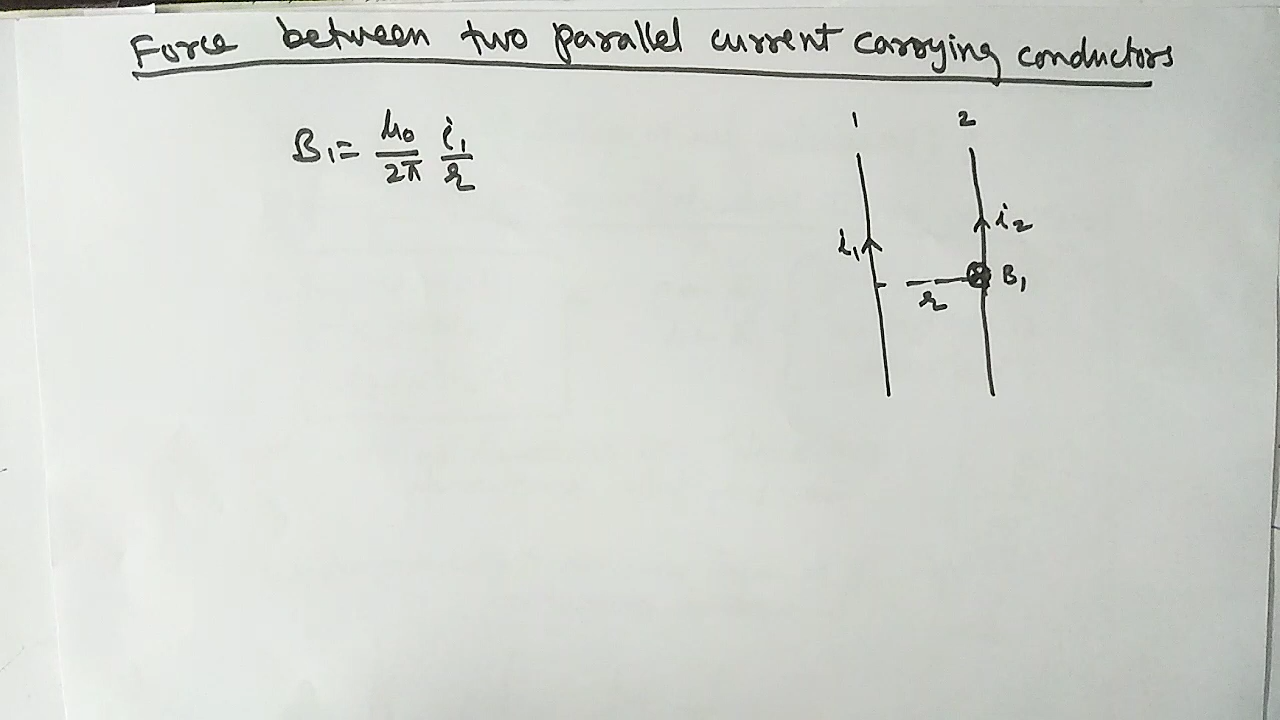 Force between two parallel current carrying conductors
B₁ = μ₀/2π i₁/r
1 2
i₁
i₂
B₁
r